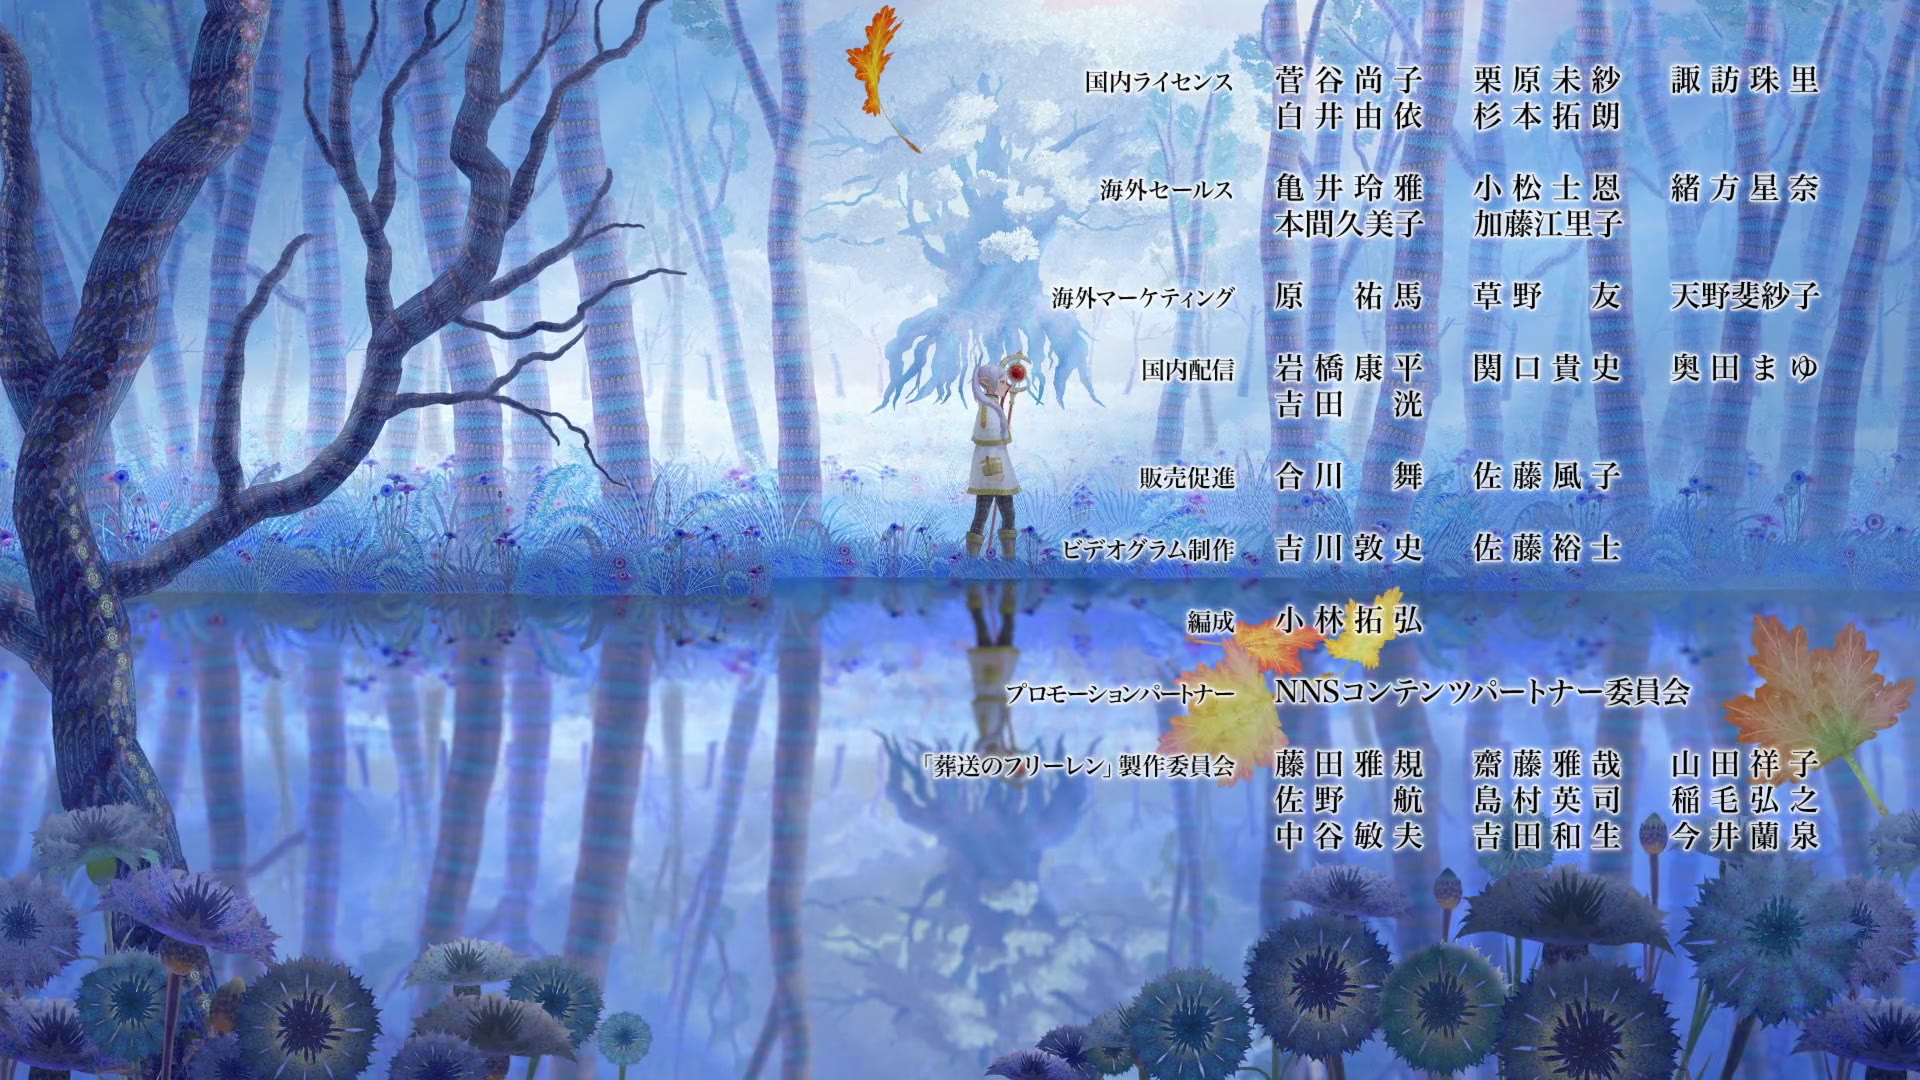 国内ライセンス 菅谷尚子 栗原未紗 諏訪珠里
白井由依 杉本拓朗
海外セールス 亀井玲雅 小松士恩 緒方星奈
本間久美子 加藤江里子
海外マーケティング 原祐馬 草野友 天野斐紗子
国内配信 岩橋康平 関口貴史 奥田まゆ
吉田洸
販売促進 合川舞 佐藤風子
ビデオグラム制作 吉川敦史 佐藤裕士
編成 小林拓弘
プロモーションパートナー NNSコンテンツパートナー委員会
「葬送のフリーレン」製作委員会 藤田雅規 齋藤雅哉 山田祥子
佐野航 島村英司 稲毛弘之
中谷敏夫 吉田和生 今井蘭泉